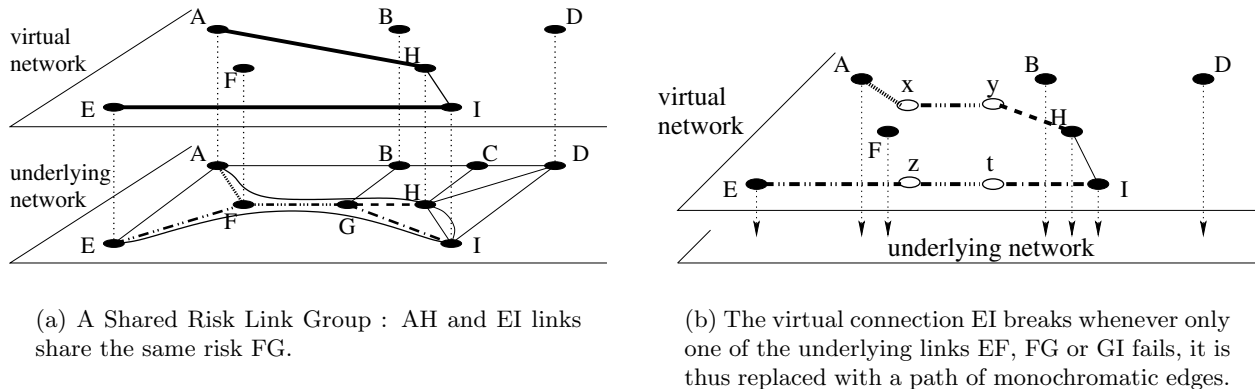 A
B
D
virtual
network
H
F
E
I
A
B
C
D
underlying
network
H
F
G
E
I
A
B
D
x
y
virtual
network
H
F
z
t
E
I
underlying network
(a) A Shared Risk Link Group : AH and EI links
share the same risk FG.
(b) The virtual connection EI breaks whenever only
one of the underlying links EF, FG or GI fails, it is
thus replaced with a path of monochromatic edges.